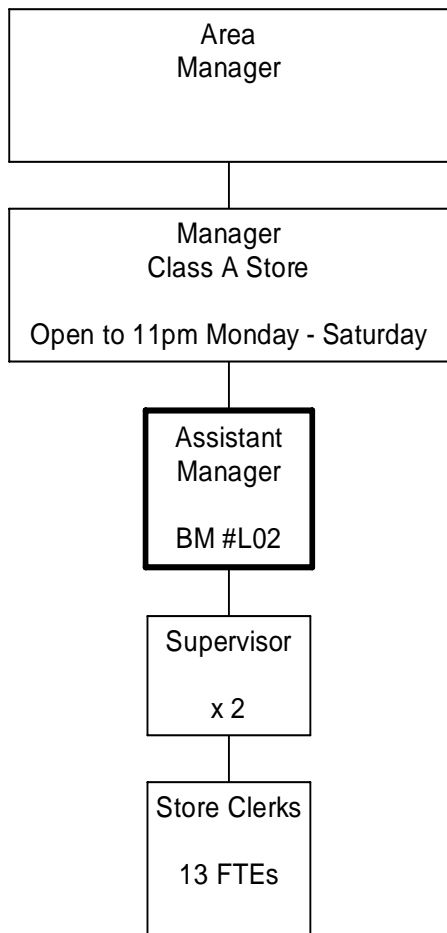 Area
Manager
Manager
Class A Store
Open to 11pm Monday - Saturday
Assistant
Manager
BM #L02
Supervisor
x 2
Store Clerks
13 FTEs